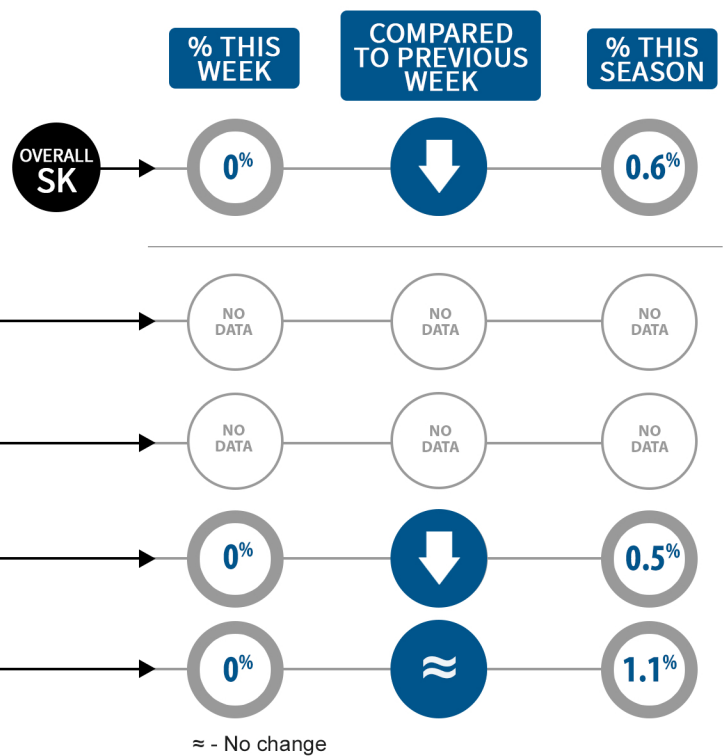 % THIS
WEEK
COMPARED
TO PREVIOUS
WEEK
% THIS
SEASON
OVERALL
SK
0%
0.6%
NO
DATA
NO
DATA
NO
DATA
NO
DATA
NO
DATA
NO
DATA
0%
0.5%
0%
≈
1.1%
≈ - No change